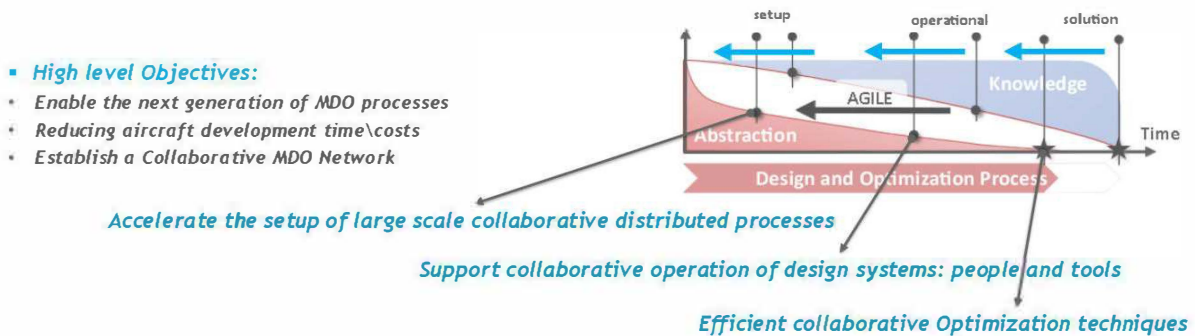 setup
operational
solution
High level Objectives:
Enable the next generation of MDO processes
Reducing aircraft development time\costs
Establish a Collaborative MDO Network
Knowledge
AGILE
Abstraction
Time
Design and Optimization Process
Accelerate the setup of large scale collaborative distributed processes
Support collaborative operation of design systems: people and tools
Efficient collaborative Optimization techniques